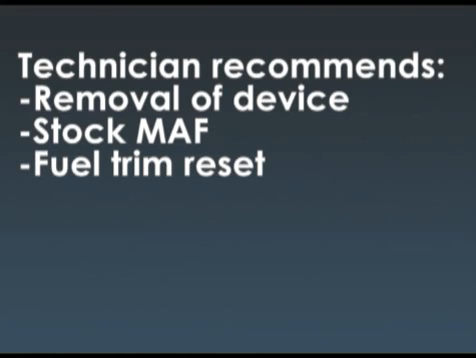 Technician recommends:
-Removal of device
-Stock MAF
-Fuel trim reset